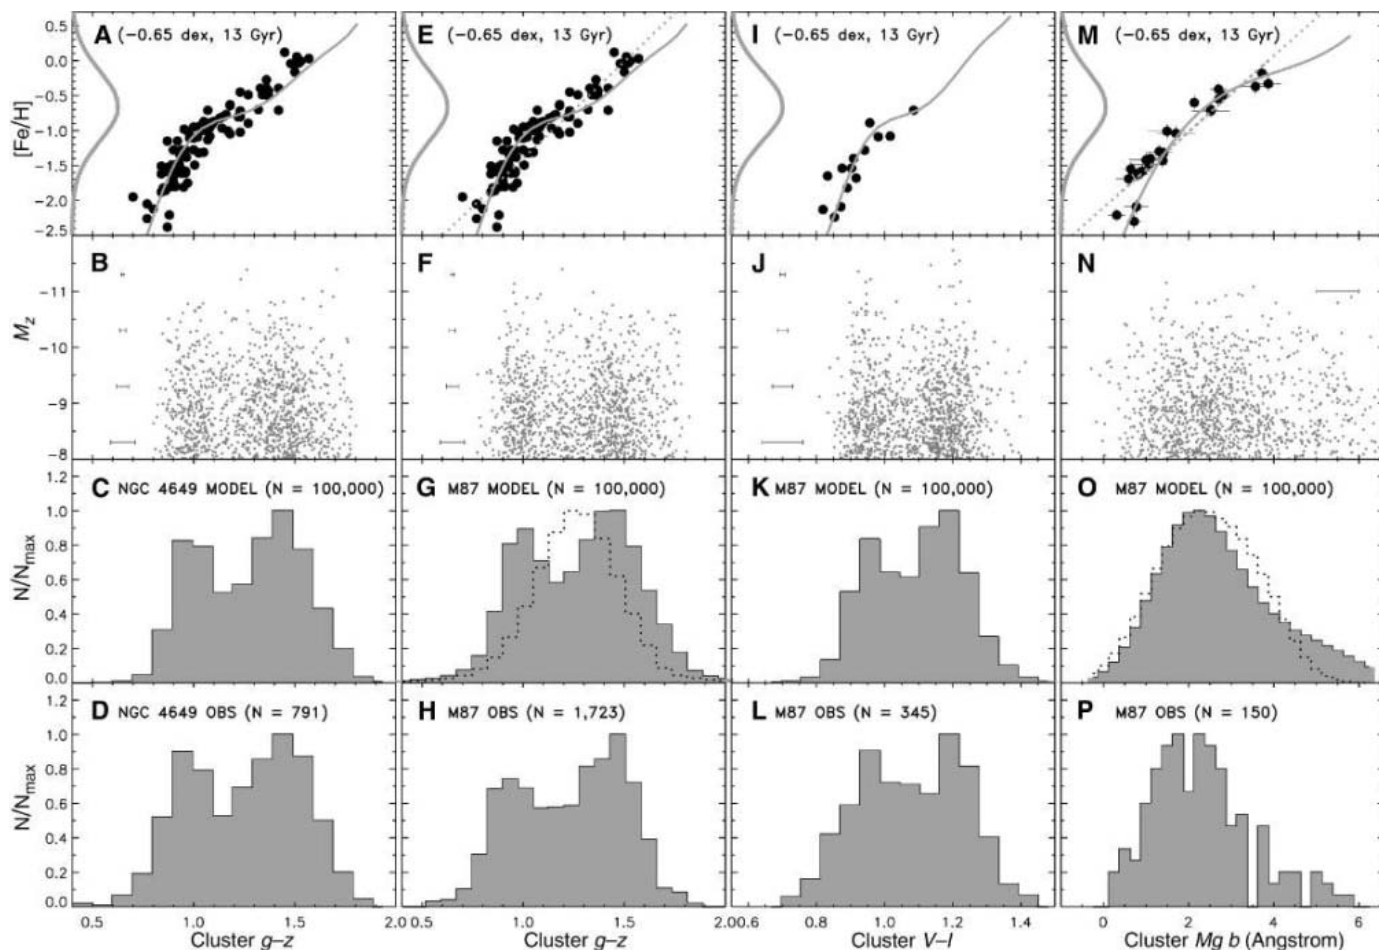 A (-0.65 dex, 13 Gyr)
E (-0.65 dex, 13 Gyr)
I (-0.65 dex, 13 Gyr)
M (-0.65 dex, 13 Gyr)
[Fe/H]
0.5
0.0
-0.5
-1.0
-1.5
-2.0
-2.5
B
F
J
N
M_z
-11
-10
-9
-8
C NGC 4649 MODEL (N = 100,000)
G M87 MODEL (N = 100,000)
K M87 MODEL (N = 100,000)
O M87 MODEL (N = 100,000)
N/N_max
1.2
1.0
0.8
0.6
0.4
0.2
0.0
D NGC 4649 OBS (N = 791)
H M87 OBS (N = 1,723)
L M87 OBS (N = 345)
P M87 OBS (N = 150)
N/N_max
1.0
0.8
0.6
0.4
0.2
0.0
0.5 1.0 1.5 2.0
0.5 1.0 1.5 2.0
0.6 0.8 1.0 1.2 1.4
0 2 4 6
Cluster g–z
Cluster g–z
Cluster V–I
Cluster Mg b (Angstrom)